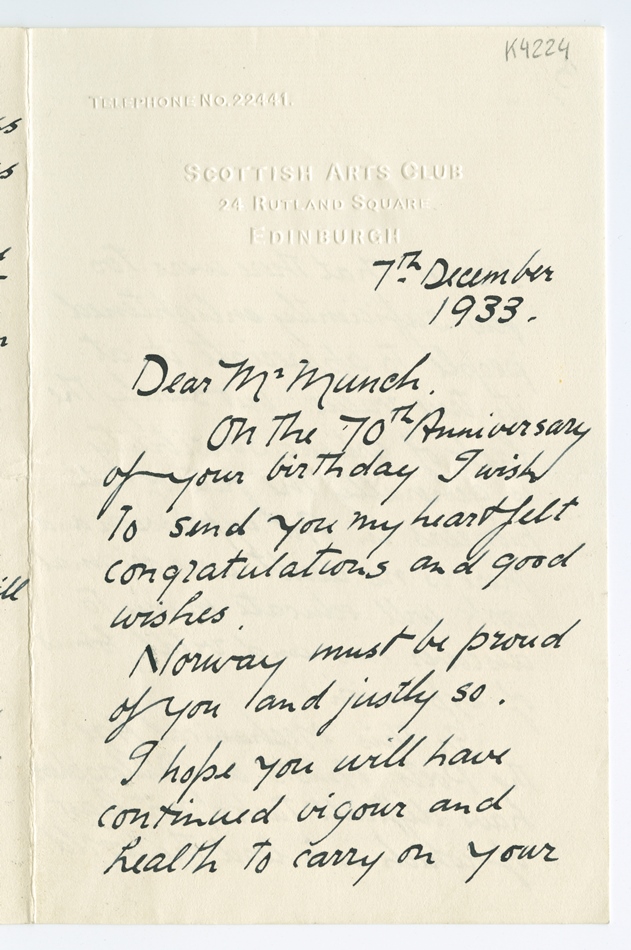 K4224
TELEPHONE NO. 22441.
SCOTTISH ARTS CLUB
24 RUTLAND SQUARE.
EDINBURGH
7th December
1933.
Dear Mr Munch.
On the 70th Anniversary
of your birthday I wish
to send you my heartfelt
congratulations and good
wishes.
Norway must be proud
of you and justly so.
I hope you will have
continued vigour and
health to carry on your